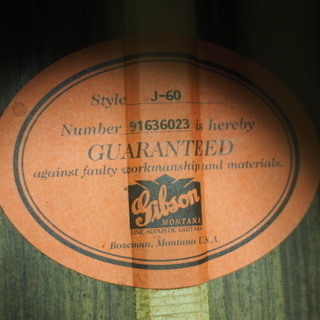 Style J-60
Number 91636023 is hereby
GUARANTEED
against faulty workmanship and materials.
Gibson
MONTANA
FINE ACOUSTIC GUITARS
Bozeman, Montana U.S.A.